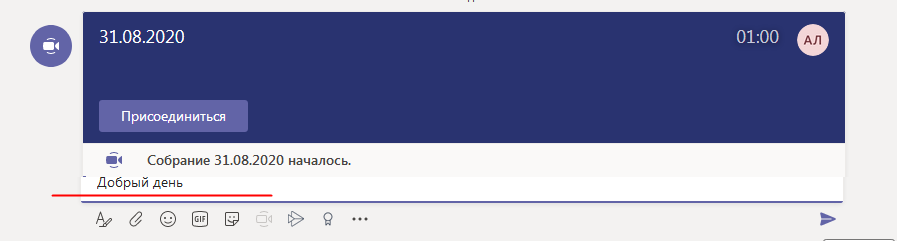 31.08.2020
01:00
АЛ
Присоединиться
Собрание 31.08.2020 началось.
Добрый день
GIF